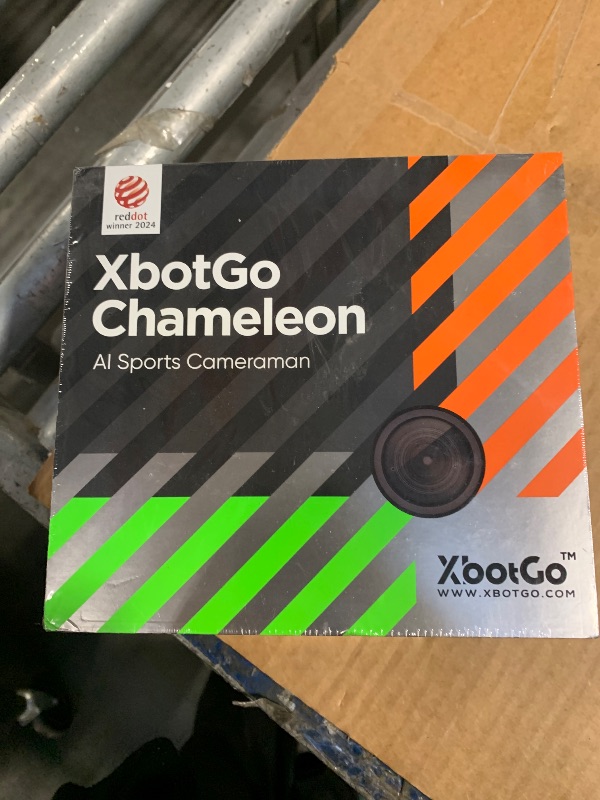 reddot
winner 2024
XbotGo
Chameleon
AI Sports Cameraman
XbotGo™
WWW.XBOTGO.COM